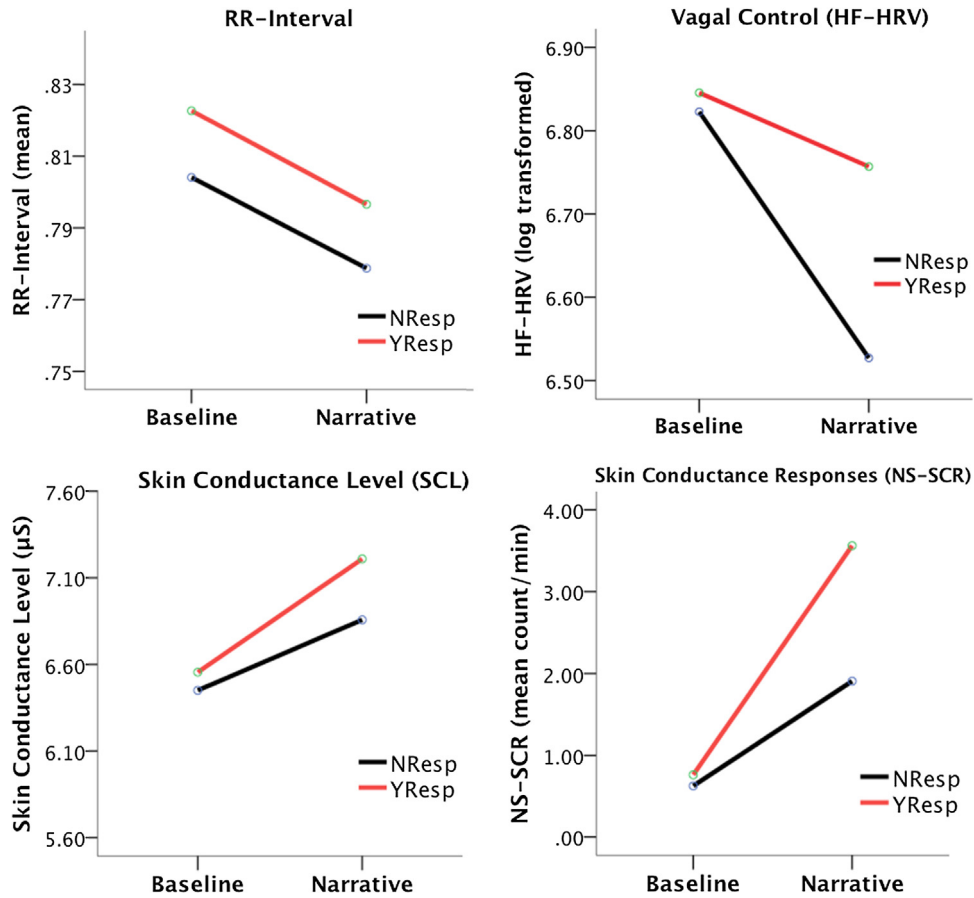 RR-Interval
RR-Interval (mean)
.83
.81
.79
.77
.75
NResp
YResp
Baseline Narrative
Vagal Control (HF-HRV)
HF-HRV (log transformed)
6.90
6.80
6.70
6.60
6.50
NResp
YResp
Baseline Narrative
Skin Conductance Level (SCL)
Skin Conductance Level (µS)
7.60
7.10
6.60
6.10
5.60
NResp
YResp
Baseline Narrative
Skin Conductance Responses (NS-SCR)
NS-SCR (mean count/min)
4.00
3.00
2.00
1.00
.00
NResp
YResp
Baseline Narrative